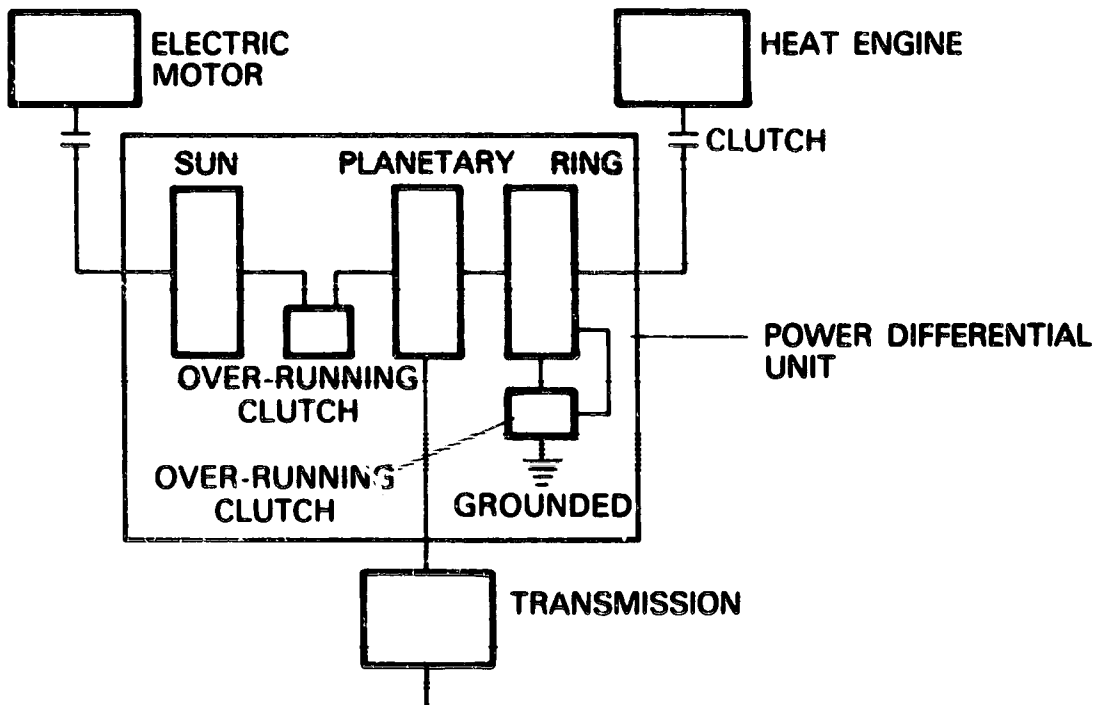 ELECTRIC
MOTOR
HEAT ENGINE
CLUTCH
SUN
PLANETARY
RING
POWER DIFFERENTIAL
UNIT
OVER-RUNNING
CLUTCH
OVER-RUNNING
CLUTCH
GROUNDED
TRANSMISSION